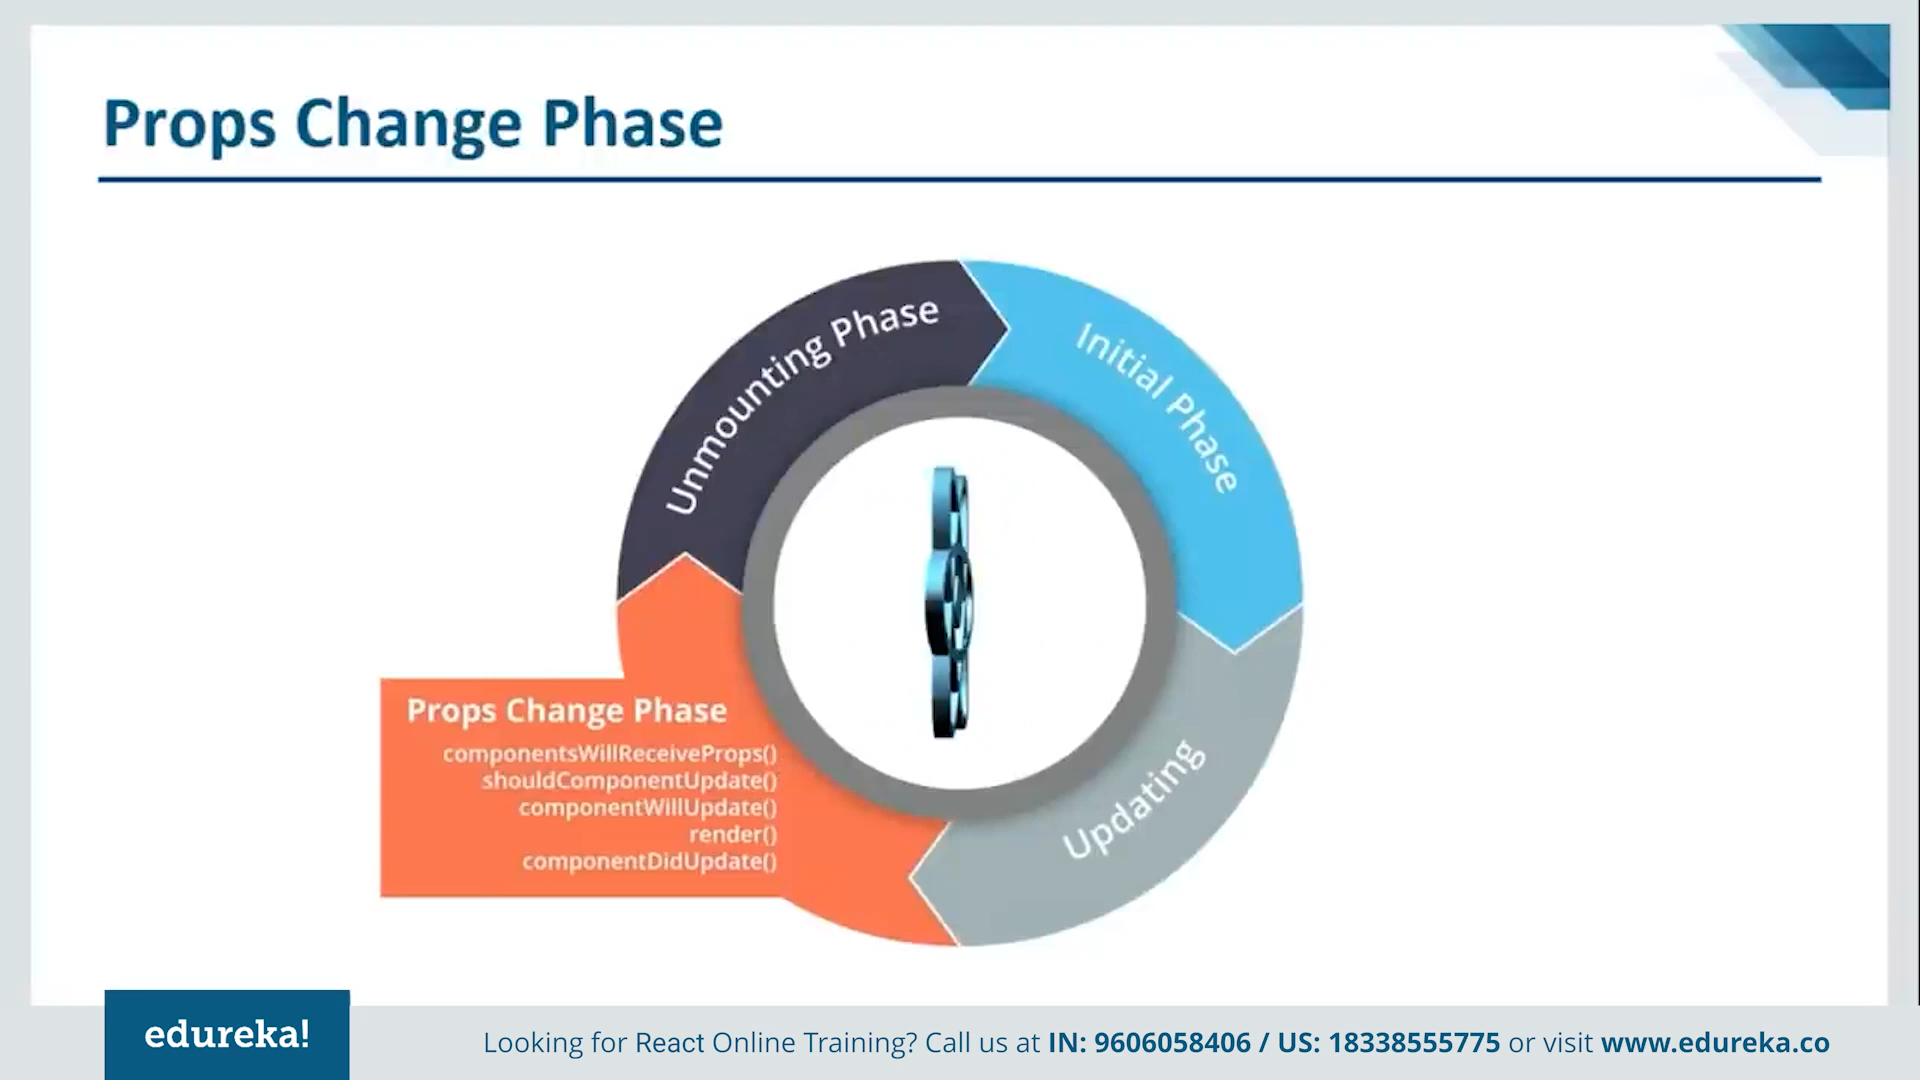 Props Change Phase
Unmounting Phase
Initial Phase
Updating
Props Change Phase
componentsWillReceiveProps()
shouldComponentUpdate()
componentWillUpdate()
render()
componentDidUpdate()
edureka!
Looking for React Online Training? Call us at IN: 9606058406 / US: 18338555775 or visit www.edureka.co